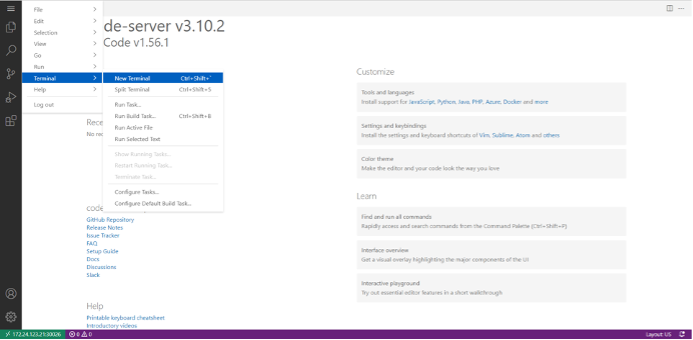 File
Edit
Selection
View
Go
Run
Terminal
Help
Log out
de-server v3.10.2
Code v1.56.1
New Terminal Ctrl+Shift+`
Split Terminal Ctrl+Shift+5
Run Task...
Run Build Task... Ctrl+Shift+B
Run Active File
Run Selected Text
Show Running Tasks...
Restart Running Task...
Terminate Task...
Configure Tasks...
Configure Default Build Task...
Rece
No rec
code
GitHub Repository
Release Notes
Issue Tracker
FAQ
Setup Guide
Docs
Discussions
Slack
Help
Printable keyboard cheatsheet
Introductory videos
Customize
Tools and languages
Install support for JavaScript, Python, Java, PHP, Azure, Docker and more
Settings and keybindings
Install the settings and keyboard shortcuts of Vim, Sublime, Atom and others
Color theme
Make the editor and your code look the way you love
Learn
Find and run all commands
Rapidly access and search commands from the Command Palette (Ctrl+Shift+P)
Interface overview
Get a visual overlay highlighting the major components of the UI
Interactive playground
Try out essential editor features in a short walkthrough
172.24.123.21:30026 0 0 Layout: US